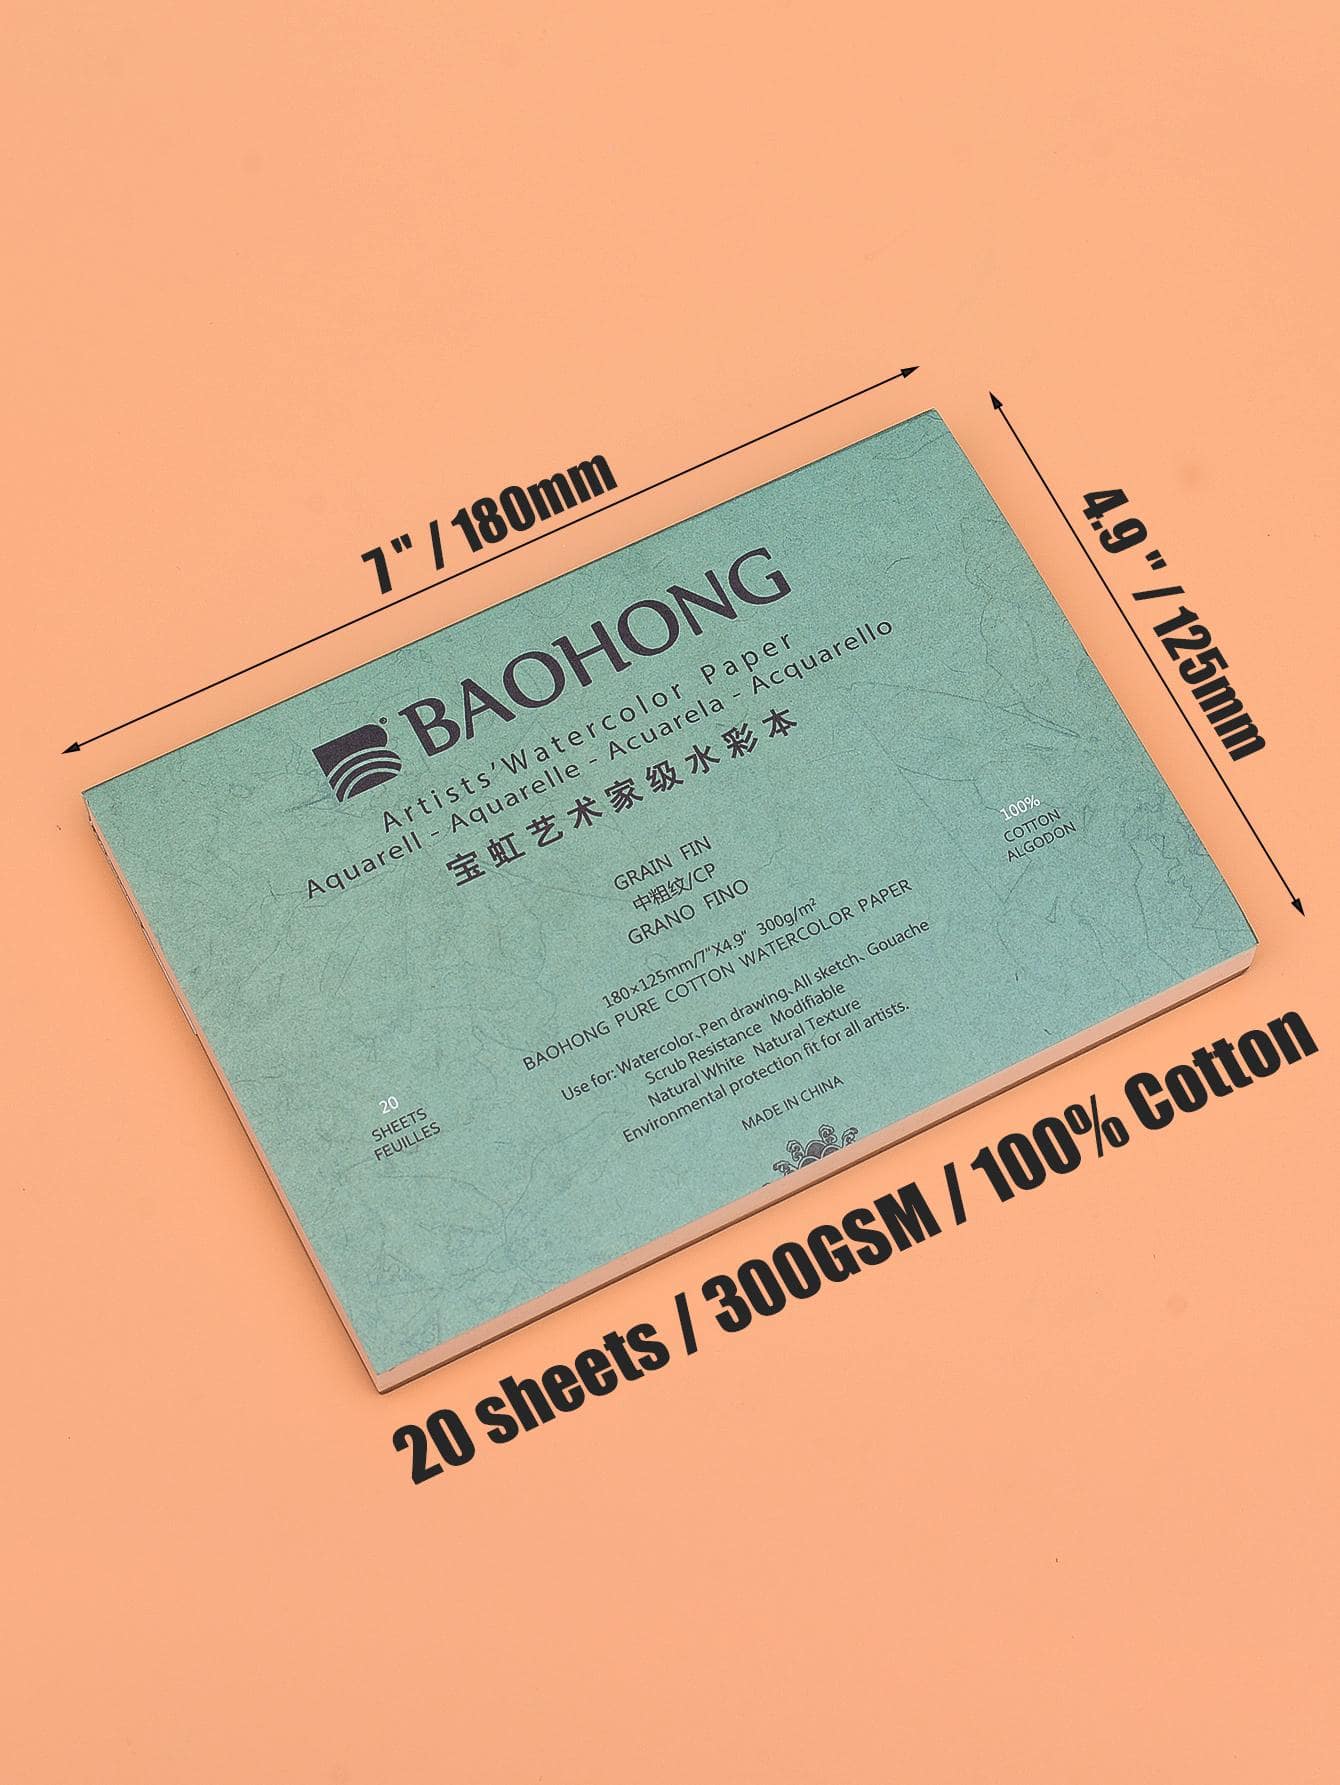 7" / 180mm
4.9" / 125mm
BAOHONG
Artists' Watercolor Paper
Aquarell - Aquarelle - Acuarela - Acquarello
宝虹艺术家级水彩本
100%
COTTON
ALGODÓN
GRAIN FIN
中粗纹/CP
GRANO FINO
180×125mm/7"X4.9" 300g/m²
BAOHONG PURE COTTON WATERCOLOR PAPER
Use for: Watercolor、Pen drawing、All sketch、Gouache
Scrub Resistance Modifiable
Natural White Natural Texture
Environmental protection fit for all artists.
MADE IN CHINA
20
SHEETS
FEUILLES
20 sheets / 300GSM / 100% Cotton